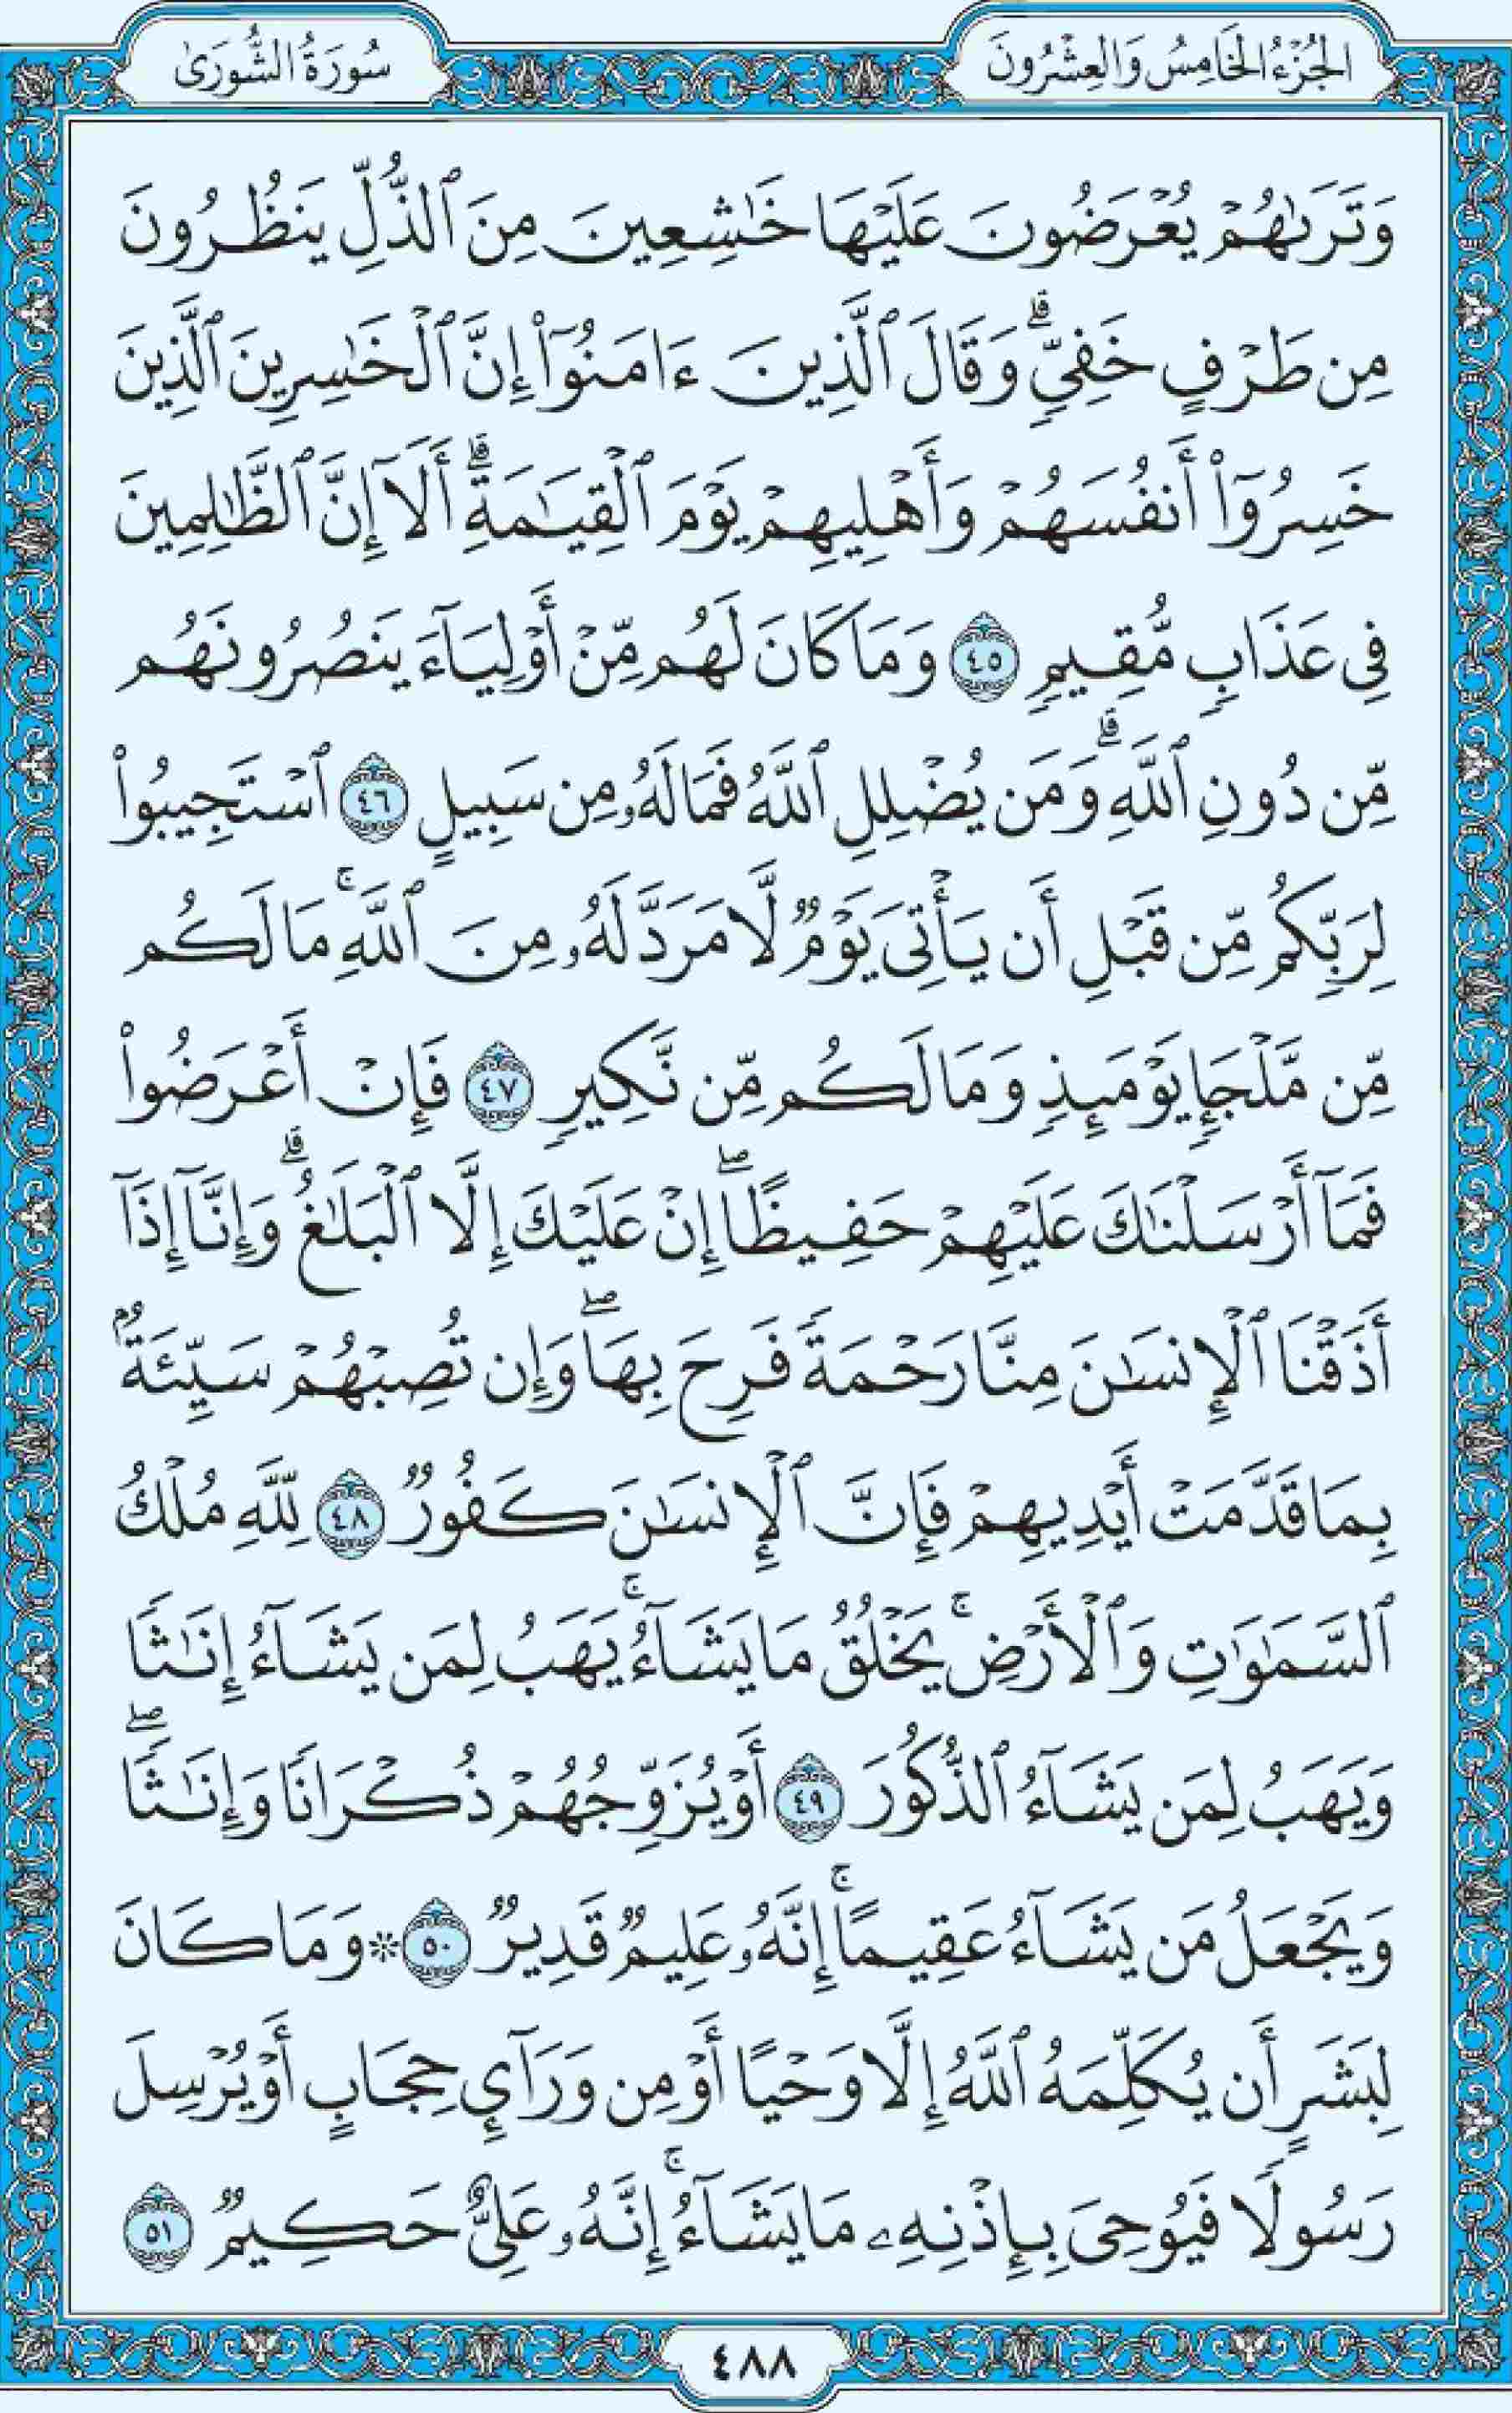 الجُزْءُ الخَامِسُ وَالعِشْرُونَ
سُورَةُ الشُّورَىٰ
وَتَرَىٰهُمْ يُعْرَضُونَ عَلَيْهَا خَٰشِعِينَ مِنَ ٱلذُّلِّ يَنظُرُونَ
مِن طَرْفٍ خَفِىٍّۗ وَقَالَ ٱلَّذِينَ ءَامَنُوٓا۟ إِنَّ ٱلْخَٰسِرِينَ ٱلَّذِينَ
خَسِرُوٓا۟ أَنفُسَهُمْ وَأَهْلِيهِمْ يَوْمَ ٱلْقِيَٰمَةِۗ أَلَآ إِنَّ ٱلظَّٰلِمِينَ
فِى عَذَابٍ مُّقِيمٍ ٤٥ وَمَا كَانَ لَهُم مِّنْ أَوْلِيَآءَ يَنصُرُونَهُم
مِّن دُونِ ٱللَّهِۗ وَمَن يُضْلِلِ ٱللَّهُ فَمَا لَهُۥ مِن سَبِيلٍ ٤٦ ٱسْتَجِيبُوا۟
لِرَبِّكُم مِّن قَبْلِ أَن يَأْتِىَ يَوْمٌ لَّا مَرَدَّ لَهُۥ مِنَ ٱللَّهِۚ مَا لَكُم
مِّن مَّلْجَإٍ يَوْمَئِذٍ وَمَا لَكُم مِّن نَّكِيرٍ ٤٧ فَإِنْ أَعْرَضُوا۟
فَمَآ أَرْسَلْنَٰكَ عَلَيْهِمْ حَفِيظًاۖ إِنْ عَلَيْكَ إِلَّا ٱلْبَلَٰغُۗ وَإِنَّآ إِذَآ
أَذَقْنَا ٱلْإِنسَٰنَ مِنَّا رَحْمَةً فَرِحَ بِهَاۖ وَإِن تُصِبْهُمْ سَيِّئَةٌۢ
بِمَا قَدَّمَتْ أَيْدِيهِمْ فَإِنَّ ٱلْإِنسَٰنَ كَفُورٌ ٤٨ لِّلَّهِ مُلْكُ
ٱلسَّمَٰوَٰتِ وَٱلْأَرْضِۚ يَخْلُقُ مَا يَشَآءُۚ يَهَبُ لِمَن يَشَآءُ إِنَٰثًا
وَيَهَبُ لِمَن يَشَآءُ ٱلذُّكُورَ ٤٩ أَوْ يُزَوِّجُهُمْ ذُكْرَانًا وَإِنَٰثًاۖ
وَيَجْعَلُ مَن يَشَآءُ عَقِيمًاۚ إِنَّهُۥ عَلِيمٌ قَدِيرٌ ٥٠ * وَمَا كَانَ
لِبَشَرٍ أَن يُكَلِّمَهُ ٱللَّهُ إِلَّا وَحْيًا أَوْ مِن وَرَآئِ حِجَابٍ أَوْ يُرْسِلَ
رَسُولًا فَيُوحِىَ بِإِذْنِهِۦ مَا يَشَآءُۚ إِنَّهُۥ عَلِىٌّ حَكِيمٌ ٥١
٤٨٨